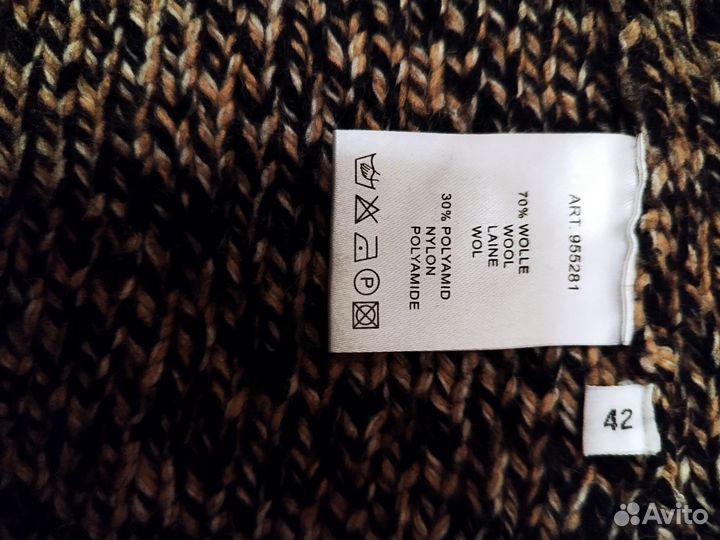 ART. 955281
70% WOLLE
WOOL
LAINE
WOL
30% POLYAMID
NYLON
POLYAMIDE
P
42
Avito